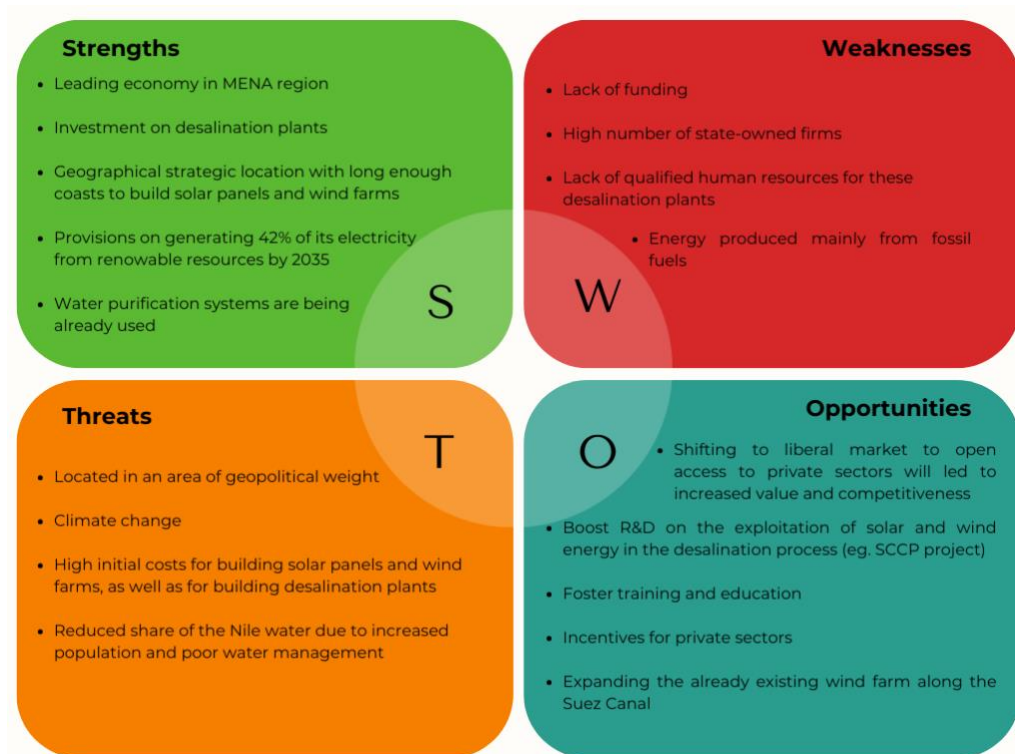 Strengths
• Leading economy in MENA region
• Investment on desalination plants
• Geographical strategic location with long enough
coasts to build solar panels and wind farms
• Provisions on generating 42% of its electricity
from renewable resources by 2035
• Water purification systems are being
already used
S
Weaknesses
• Lack of funding
• High number of state-owned firms
• Lack of qualified human resources for these
desalination plants
• Energy produced mainly from fossil
fuels
W
Threats
• Located in an area of geopolitical weight
• Climate change
• High initial costs for building solar panels and wind
farms, as well as for building desalination plants
• Reduced share of the Nile water due to increased
population and poor water management
T
Opportunities
• Shifting to liberal market to open
access to private sectors will led to
increased value and competitiveness
• Boost R&D on the exploitation of solar and wind
energy in the desalination process (eg. SCCP project)
• Foster training and education
• Incentives for private sectors
• Expanding the already existing wind farm along the
Suez Canal
O